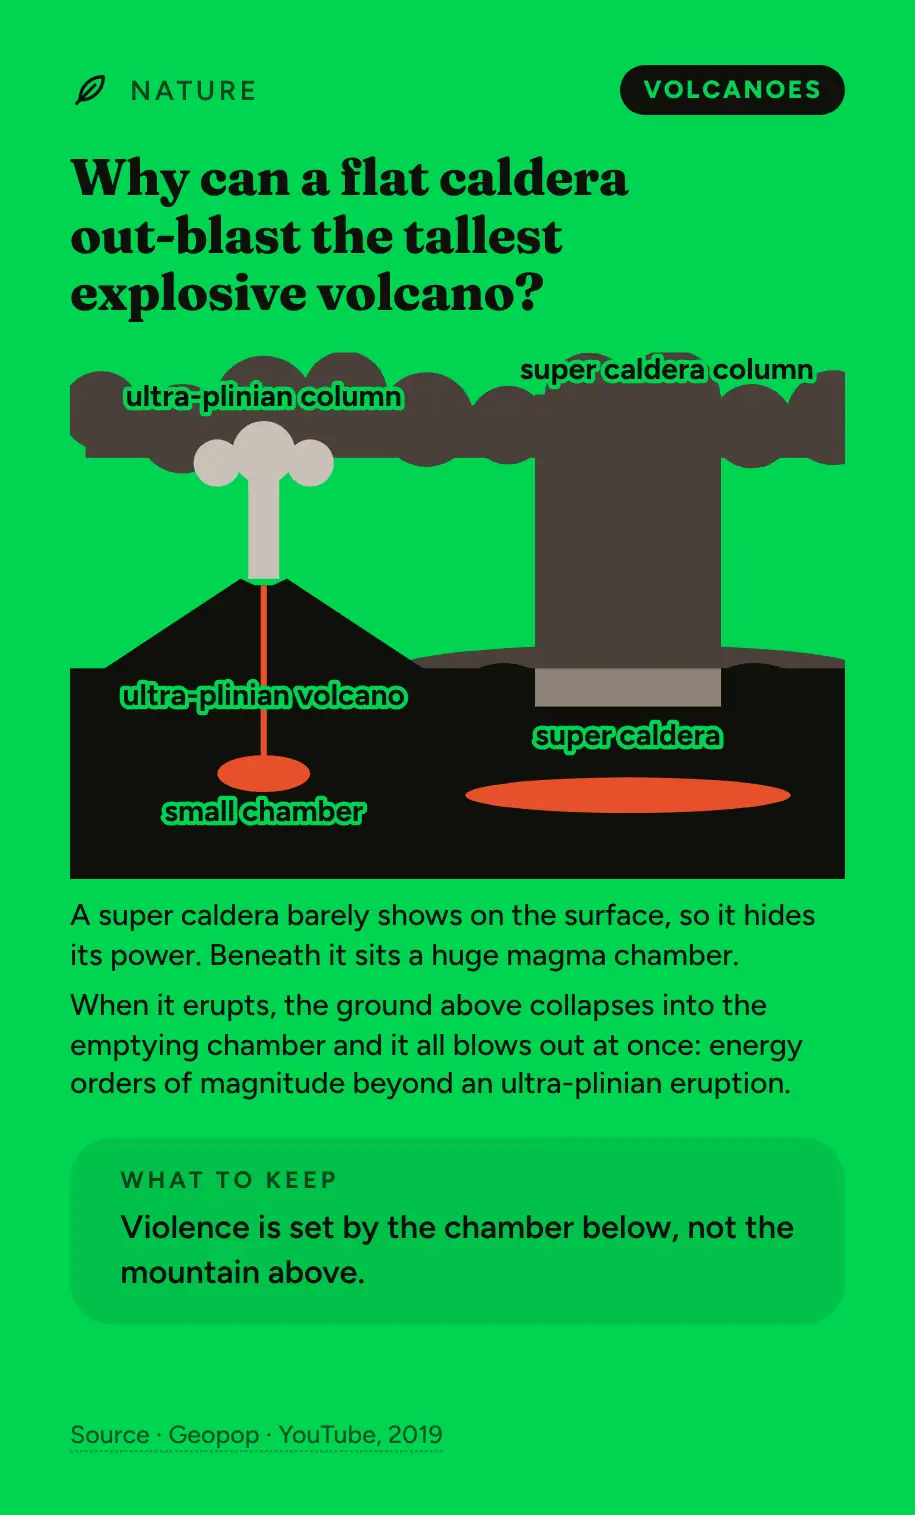 NATURE
VOLCANOES
Why can a flat caldera
out-blast the tallest
explosive volcano?
super caldera column
ultra-plinian column
ultra-plinian volcano
super caldera
small chamber
A super caldera barely shows on the surface, so it hides
its power. Beneath it sits a huge magma chamber.
When it erupts, the ground above collapses into the
emptying chamber and it all blows out at once: energy
orders of magnitude beyond an ultra-plinian eruption.
WHAT TO KEEP
Violence is set by the chamber below, not the
mountain above.
Source · Geopop · YouTube, 2019